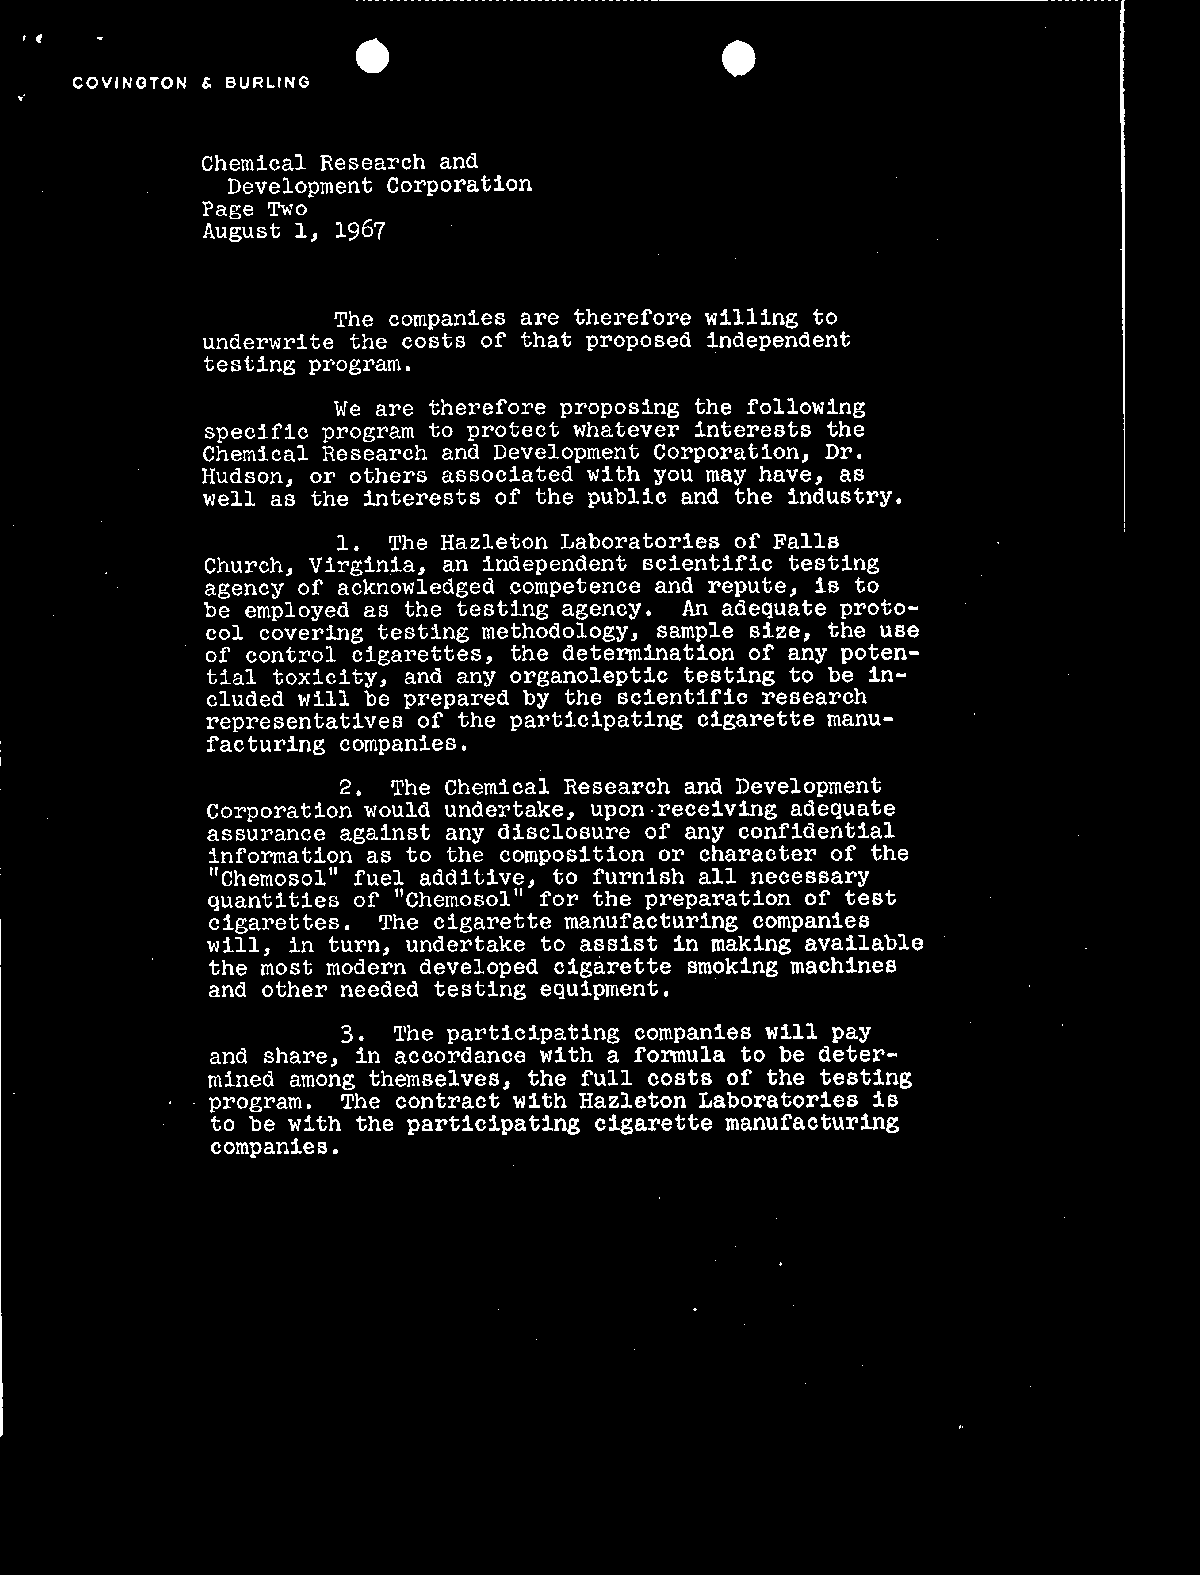 COVINGTON & BURLING
Chemical Research and
Development Corporation
Page Two
August 1, 1967
The companies are therefore willing to
underwrite the costs of that proposed independent
testing program.
We are therefore proposing the following
specific program to protect whatever interests the
Chemical Research and Development Corporation, Dr.
Hudson, or others associated with you may have, as
well as the interests of the public and the industry.
1. The Hazleton Laboratories of Falls
Church, Virginia, an independent scientific testing
agency of acknowledged competence and repute, is to
be employed as the testing agency. An adequate proto-
col covering testing methodology, sample size, the use
of control cigarettes, the determination of any poten-
tial toxicity, and any organoleptic testing to be in-
cluded will be prepared by the scientific research
representatives of the participating cigarette manu-
facturing companies.
2. The Chemical Research and Development
Corporation would undertake, upon receiving adequate
assurance against any disclosure of any confidential
information as to the composition or character of the
"Chemosol" fuel additive, to furnish all necessary
quantities of "Chemosol" for the preparation of test
cigarettes. The cigarette manufacturing companies
will, in turn, undertake to assist in making available
the most modern developed cigarette smoking machines
and other needed testing equipment.
3. The participating companies will pay
and share, in accordance with a formula to be deter-
mined among themselves, the full costs of the testing
program. The contract with Hazleton Laboratories is
to be with the participating cigarette manufacturing
companies.